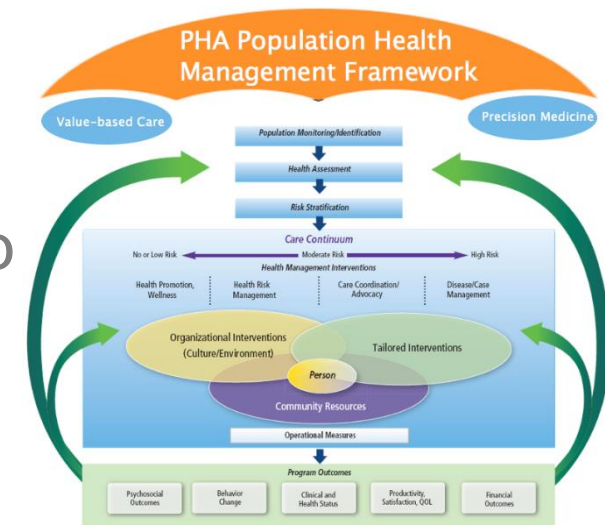 PHA Population Health
Management Framework
Value-based Care
Precision Medicine
Population Monitoring/Identification
Health Assessment
Risk Stratification
Care Continuum
No or Low Risk
Moderate Risk
High Risk
Health Management Interventions
Health Promotion,
Wellness
Health Risk
Management
Care Coordination/
Advocacy
Disease/Case
Management
Organizational Interventions
(Culture/Environment)
Tailored Interventions
Person
Community Resources
Operational Measures
Program Outcomes
Psychosocial
Outcomes
Behavior
Change
Clinical and
Health Status
Productivity,
Satisfaction, QOL
Financial
Outcomes